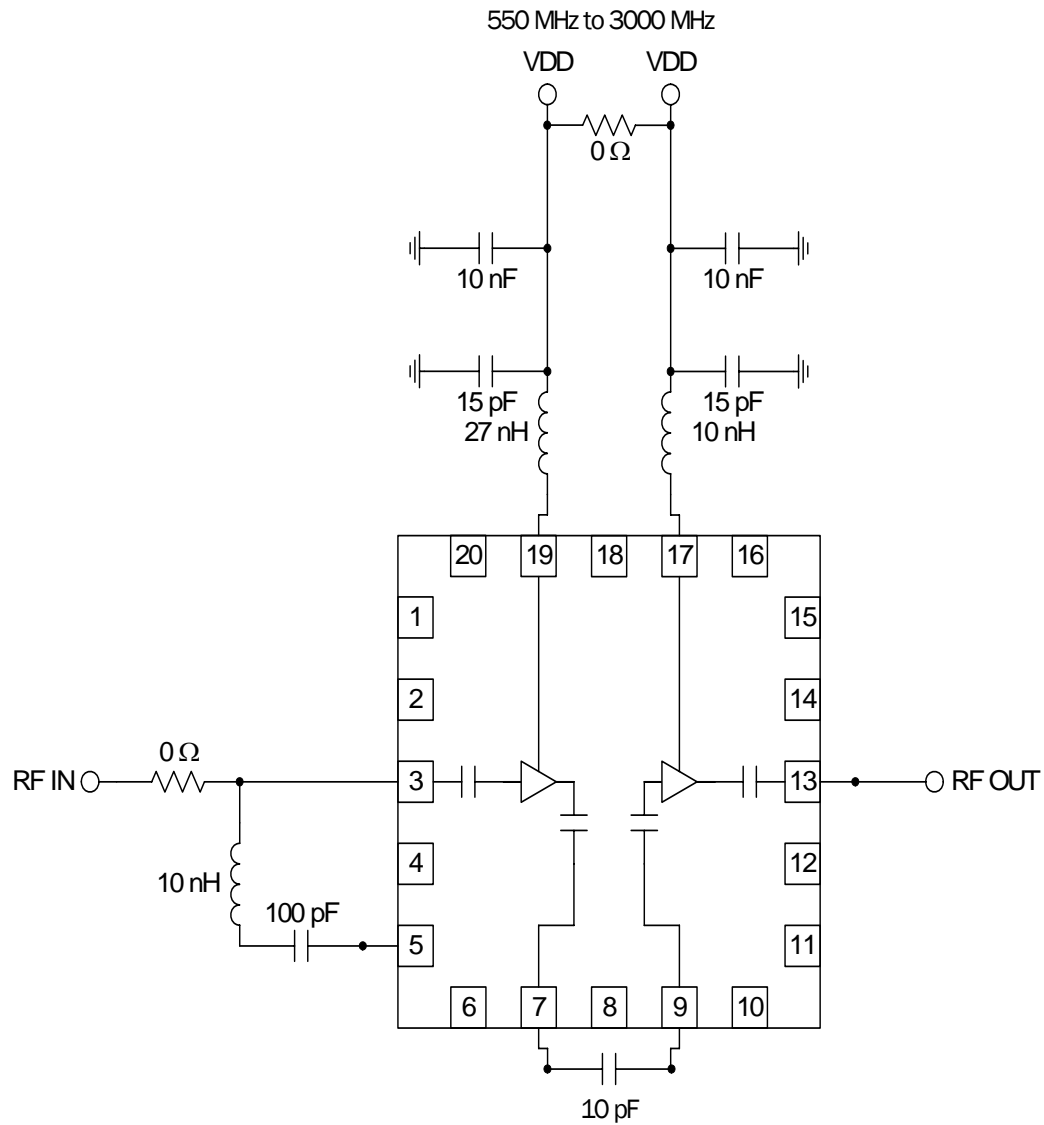 550 MHz to 3000 MHz
VDD VDD
0 Ω
10 nF 10 nF
15 pF 15 pF
27 nH 10 nH
20 19 18 17 16
1 15
2 14
0 Ω
RF IN 3 13 RF OUT
4 12
10 nH
100 pF
5 11
6 7 8 9 10
10 pF